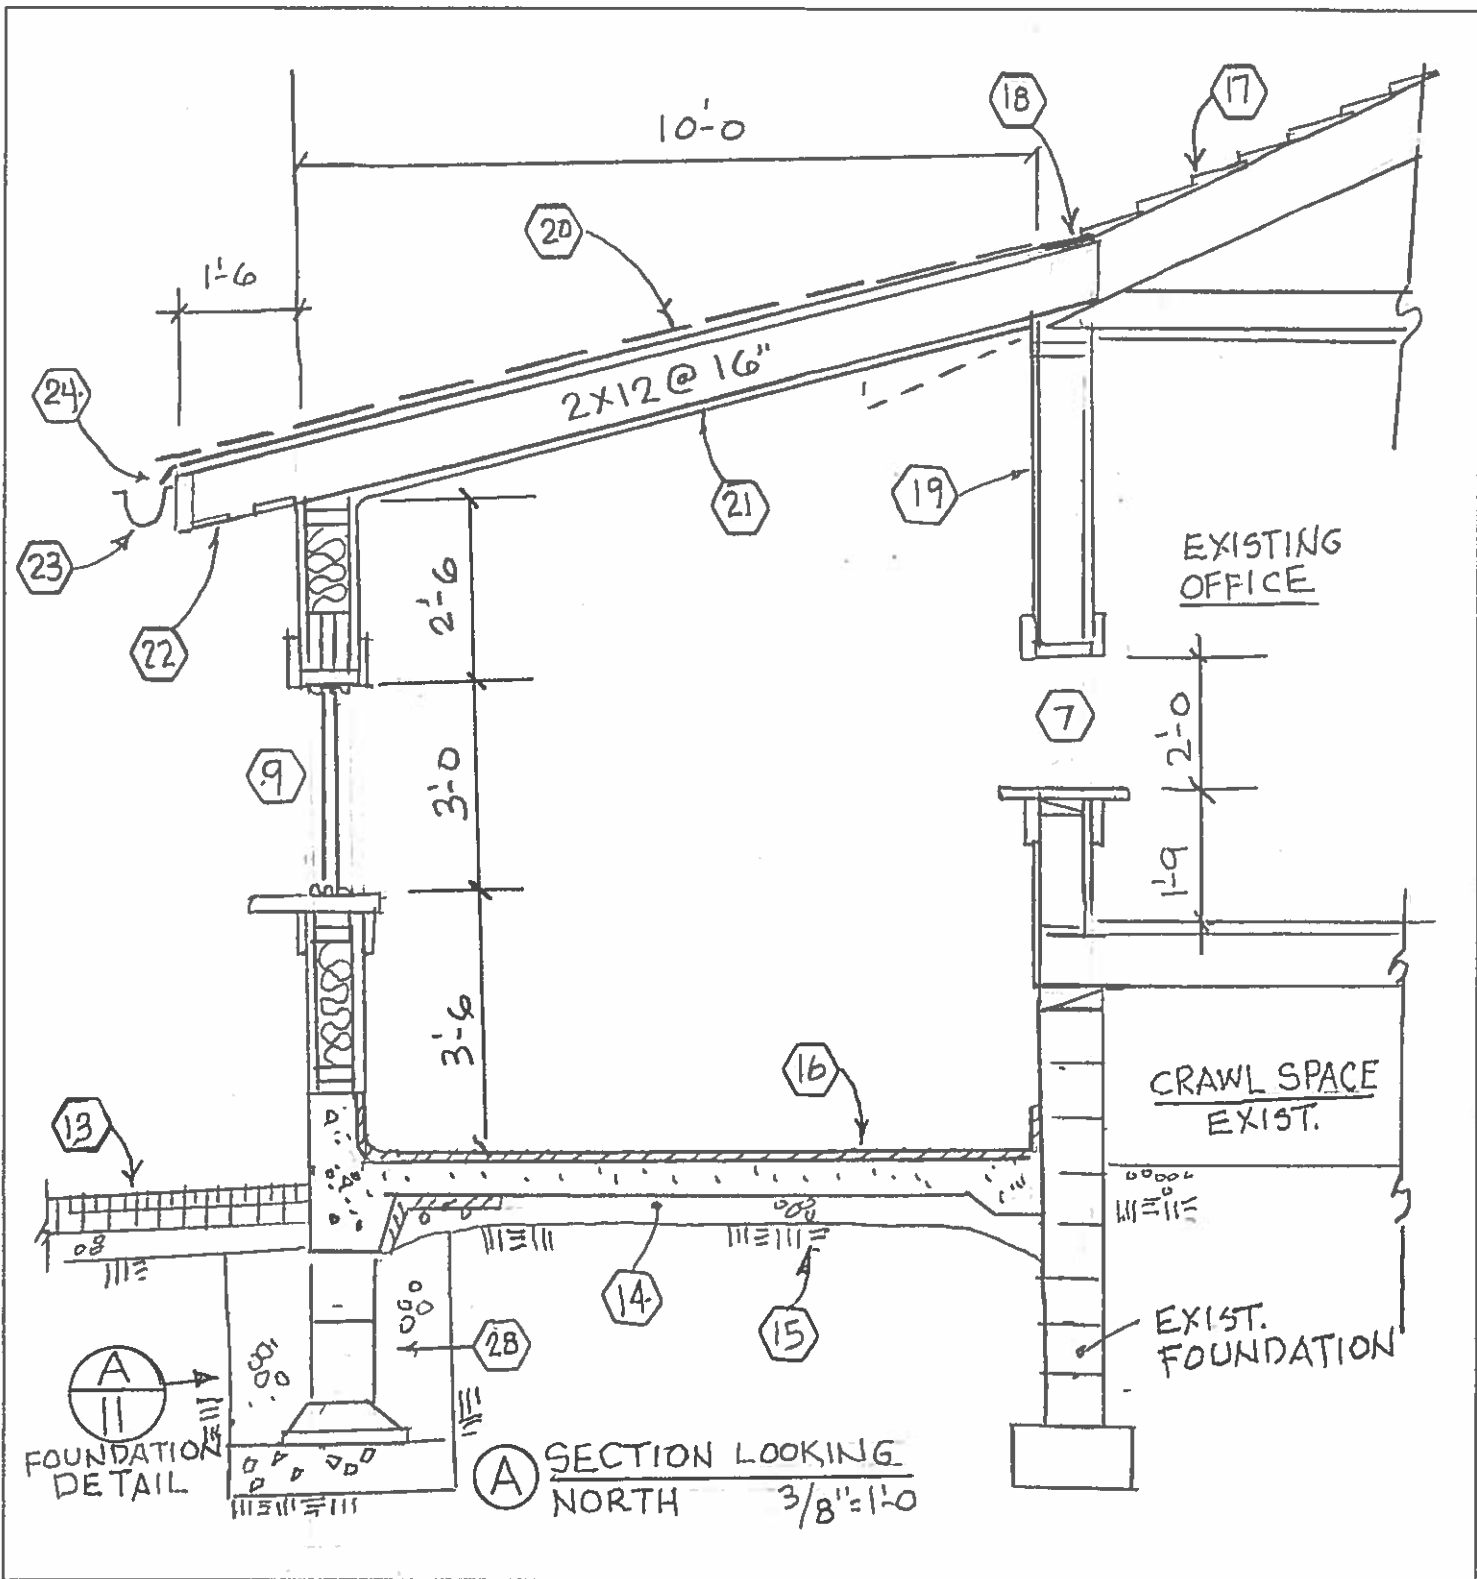 10'-0
18
17
20
1'-6
24
2X12 @ 16"
21
19
23
22
2'-6
EXISTING
OFFICE
9
3'-0
7
2'-0
1'-9
3'-6
16
13
CRAWL SPACE
EXIST.
14
15
28
EXIST.
FOUNDATION
A
11
FOUNDATION
DETAIL
A
SECTION LOOKING
NORTH 3/8"=1'-0